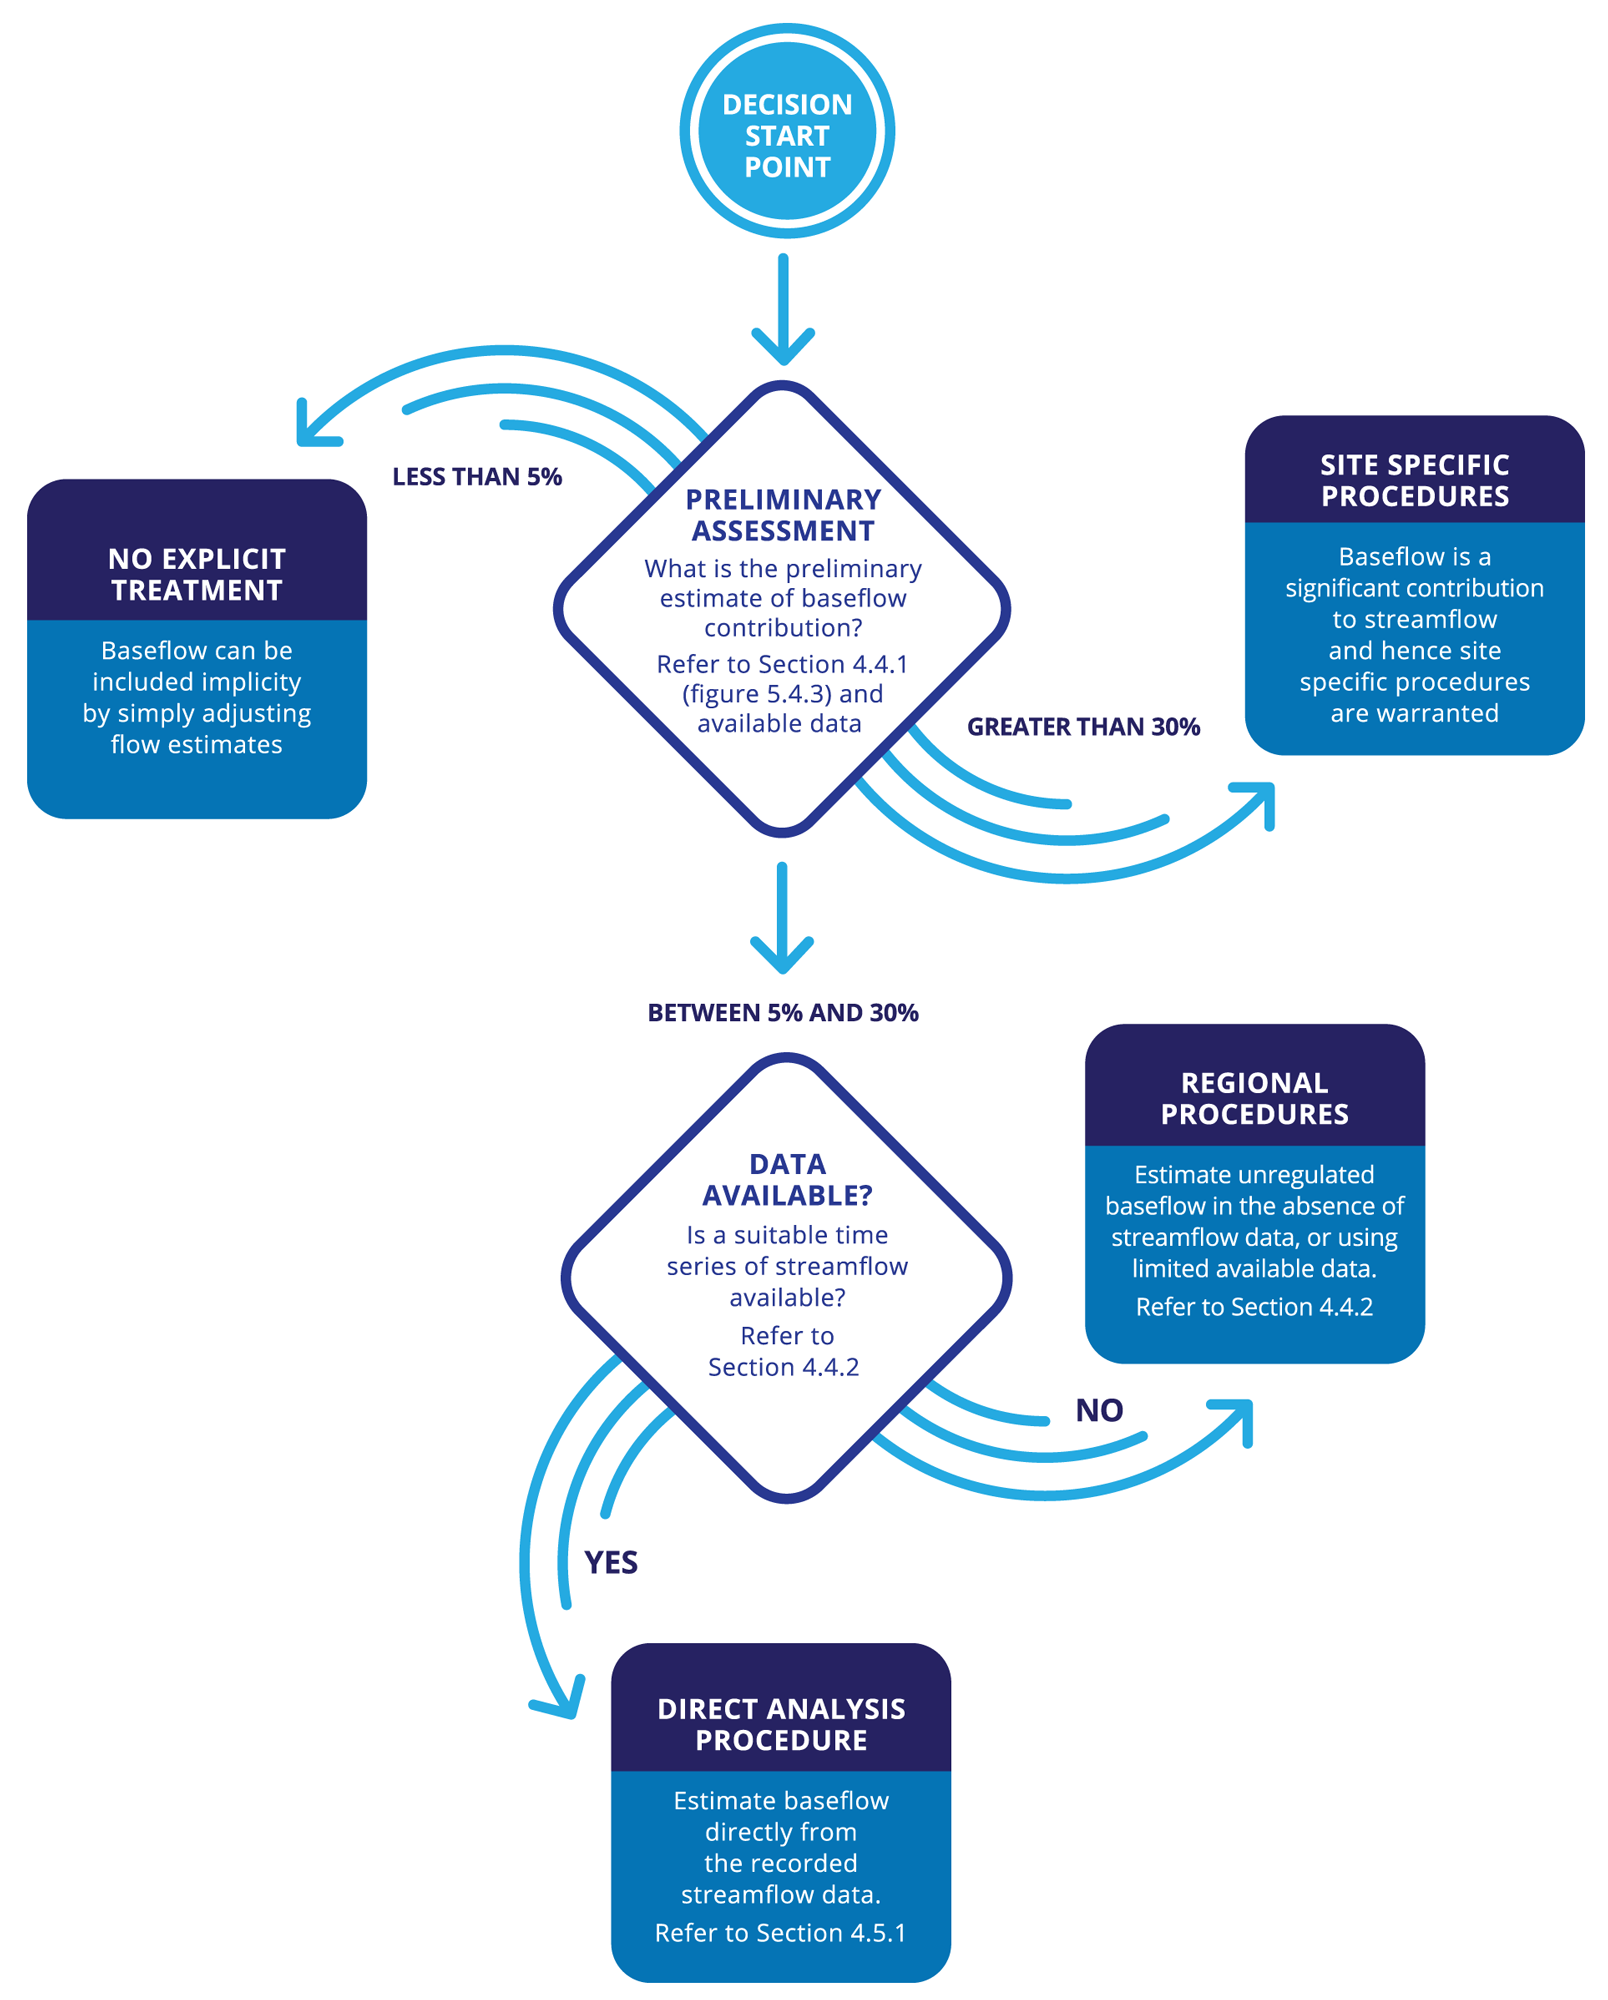 DECISION
START
POINT
LESS THAN 5%
NO EXPLICIT
TREATMENT
Baseflow can be
included implicity
by simply adjusting
flow estimates
PRELIMINARY
ASSESSMENT
What is the preliminary
estimate of baseflow
contribution?
Refer to Section 4.4.1
(figure 5.4.3) and
available data
GREATER THAN 30%
SITE SPECIFIC
PROCEDURES
Baseflow is a
significant contribution
to streamflow
and hence site
specific procedures
are warranted
BETWEEN 5% AND 30%
DATA
AVAILABLE?
Is a suitable time
series of streamflow
available?
Refer to
Section 4.4.2
NO
REGIONAL
PROCEDURES
Estimate unregulated
baseflow in the absence of
streamflow data, or using
limited available data.
Refer to Section 4.4.2
YES
DIRECT ANALYSIS
PROCEDURE
Estimate baseflow
directly from
the recorded
streamflow data.
Refer to Section 4.5.1